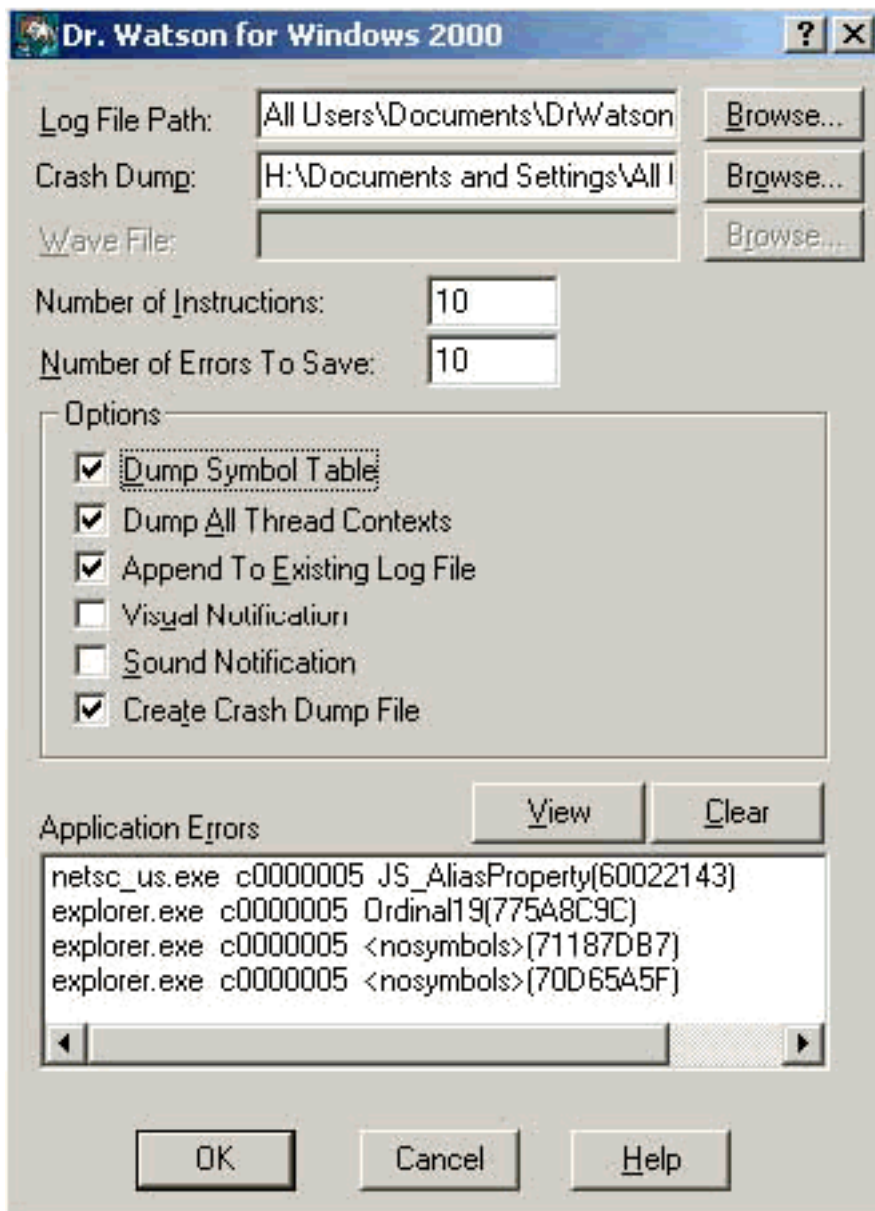 Dr. Watson for Windows 2000
Log File Path: All Users\Documents\DrWatson Browse...
Crash Dump: H:\Documents and Settings\All Browse...
Wave File: Browse...
Number of Instructions: 10
Number of Errors To Save: 10
Options
Dump Symbol Table
Dump All Thread Contexts
Append To Existing Log File
Visual Notification
Sound Notification
Create Crash Dump File
Application Errors View Clear
netsc_us.exe c0000005 JS_AliasProperty(60022143)
explorer.exe c0000005 Ordinal19(775A8C9C)
explorer.exe c0000005 <nosymbols>(71187DB7)
explorer.exe c0000005 <nosymbols>(70D65A5F)
OK Cancel Help